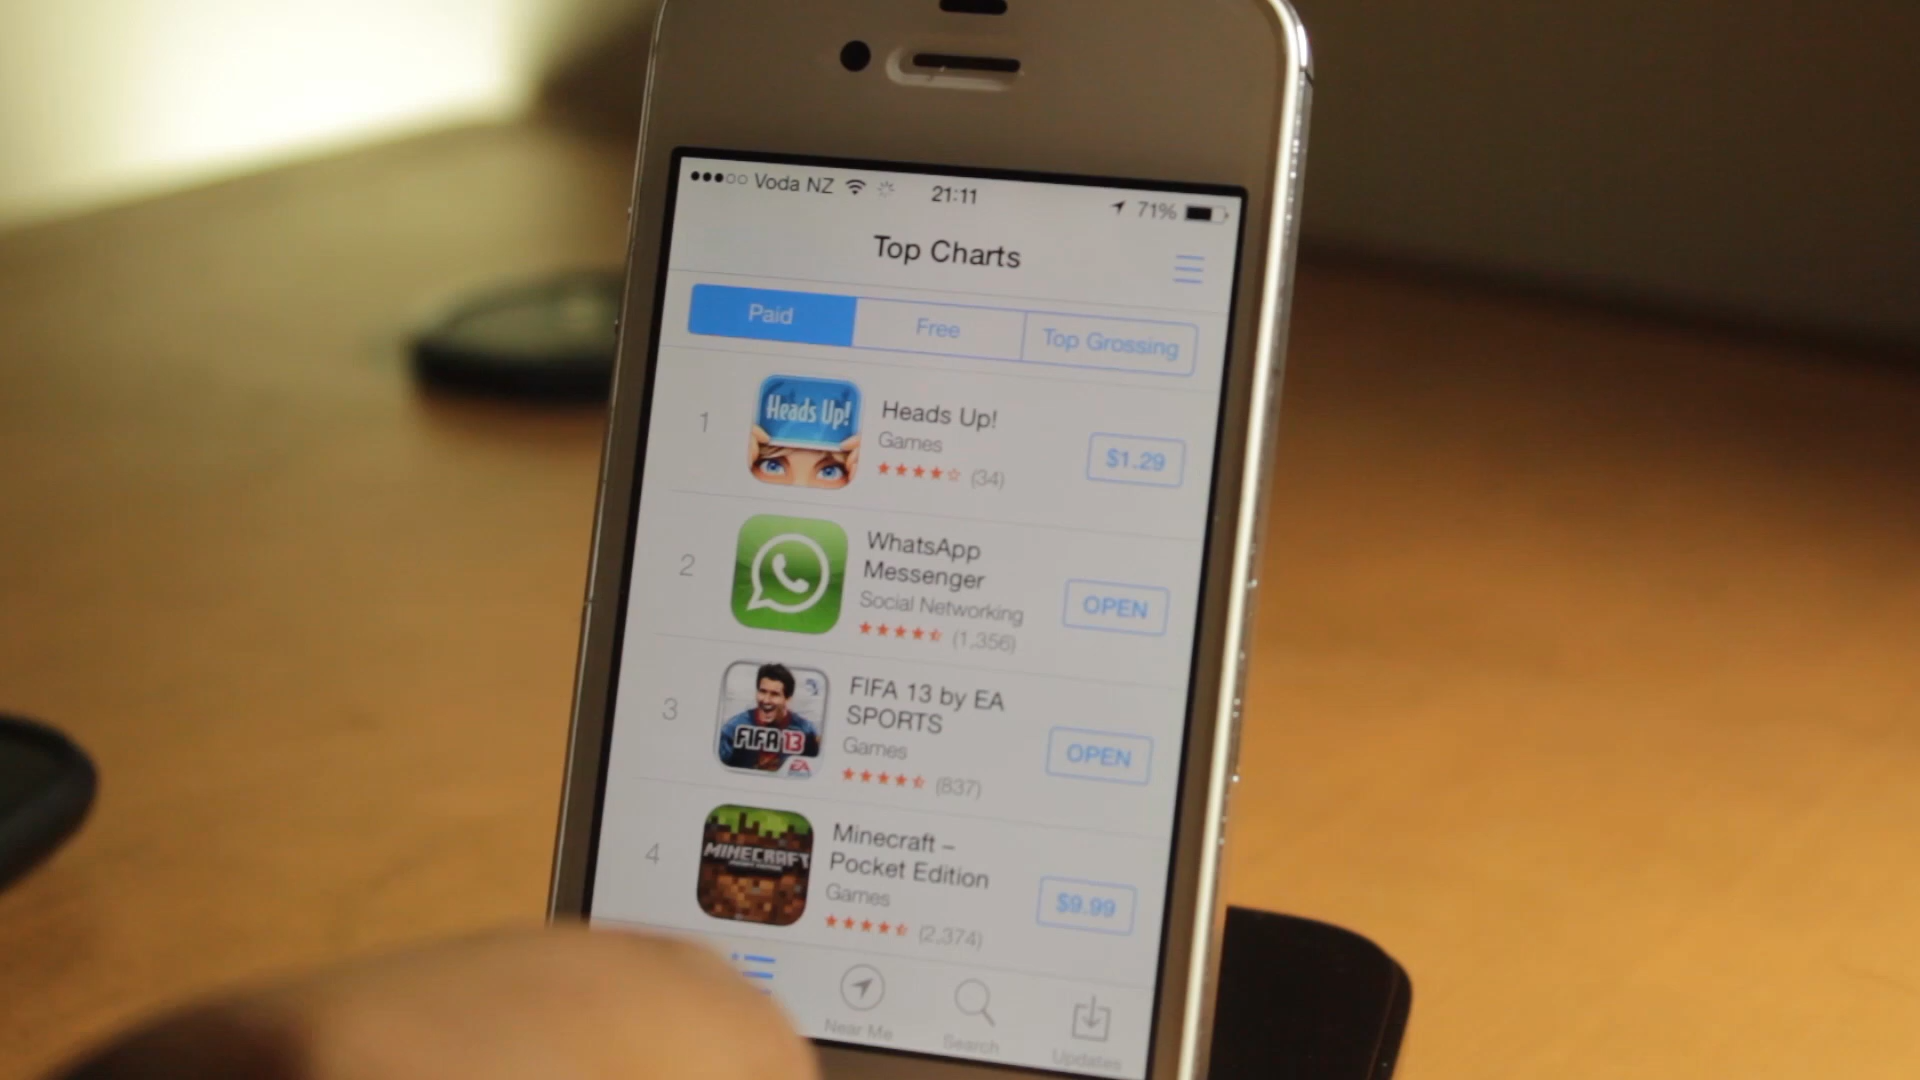 Voda NZ 21:11 71%
Top Charts
Paid Free Top Grossing
1 Heads Up! Heads Up!
Games $1.29
(34)
2 WhatsApp
Messenger
Social Networking OPEN
(1,356)
3 FIFA 13 by EA
SPORTS
FIFA 13 Games OPEN
EA (837)
4 Minecraft –
MINECRAFT Pocket Edition
Games $9.99
(2,374)
Near Me Search Updates